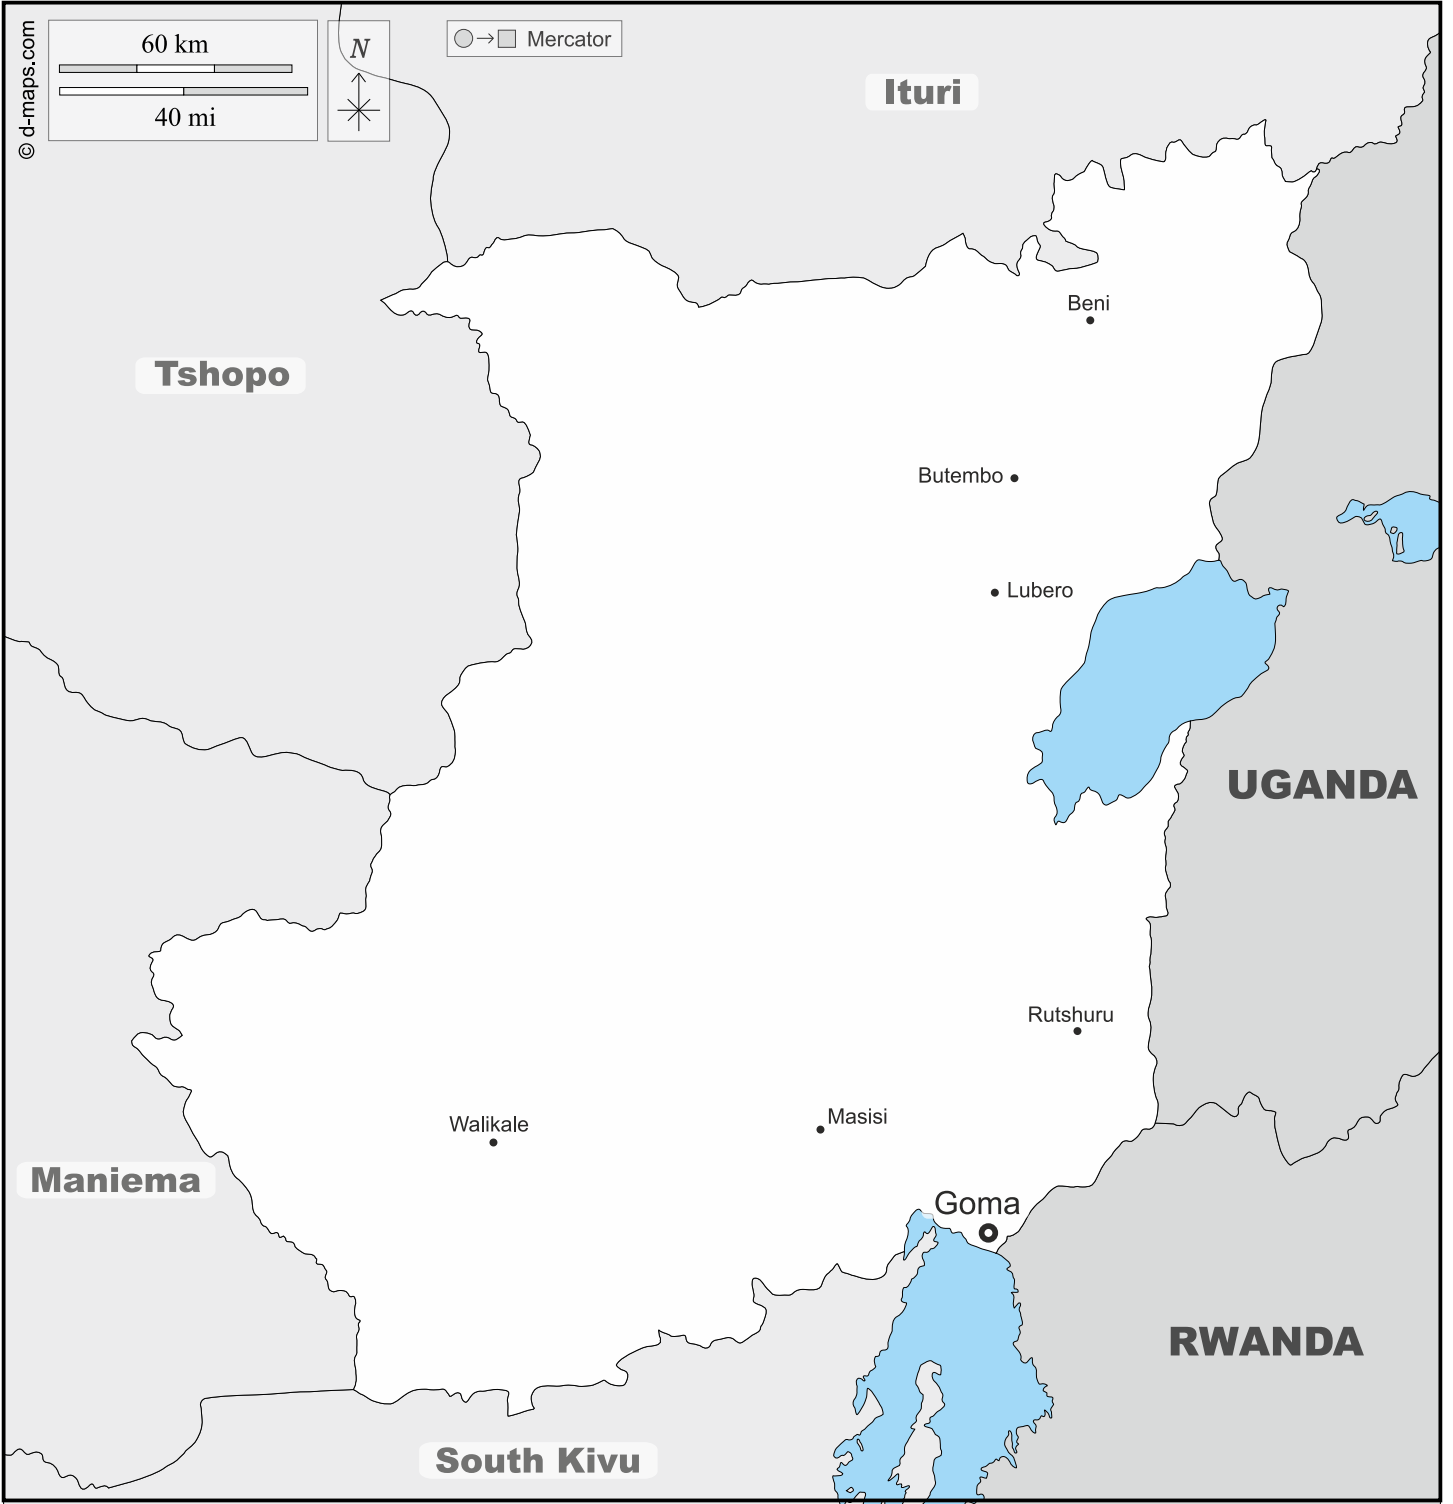 © d-maps.com
60 km
40 mi
N
Mercator
Ituri
Beni
Tshopo
Butembo
Lubero
UGANDA
Rutshuru
Masisi
Walikale
Maniema
Goma
RWANDA
South Kivu